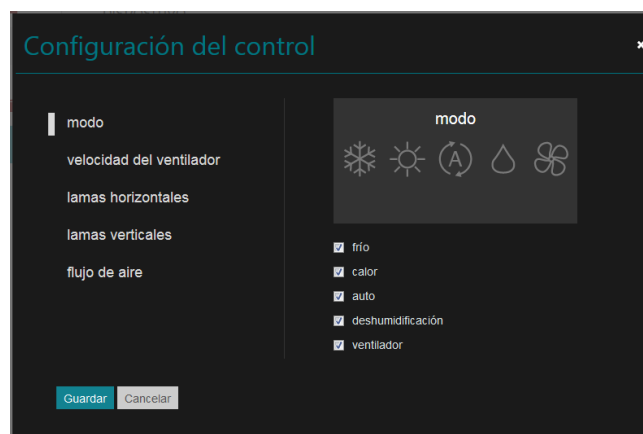 Configuración del control
modo
velocidad del ventilador
lamas horizontales
lamas verticales
flujo de aire
modo
A
frío
calor
auto
deshumidificación
ventilador
Guardar
Cancelar